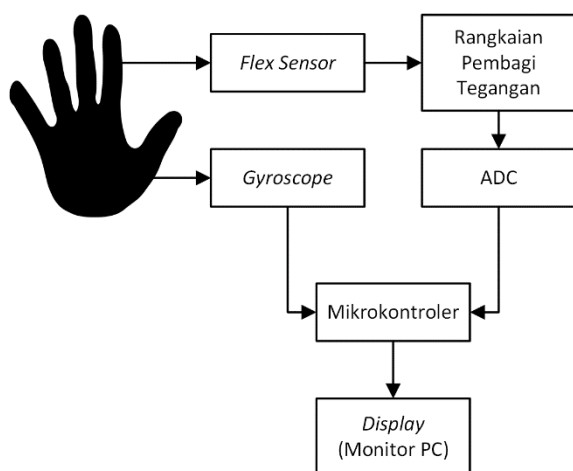 Flex Sensor
Rangkaian
Pembagi
Tegangan
Gyroscope
ADC
Mikrokontroler
Display
(Monitor PC)